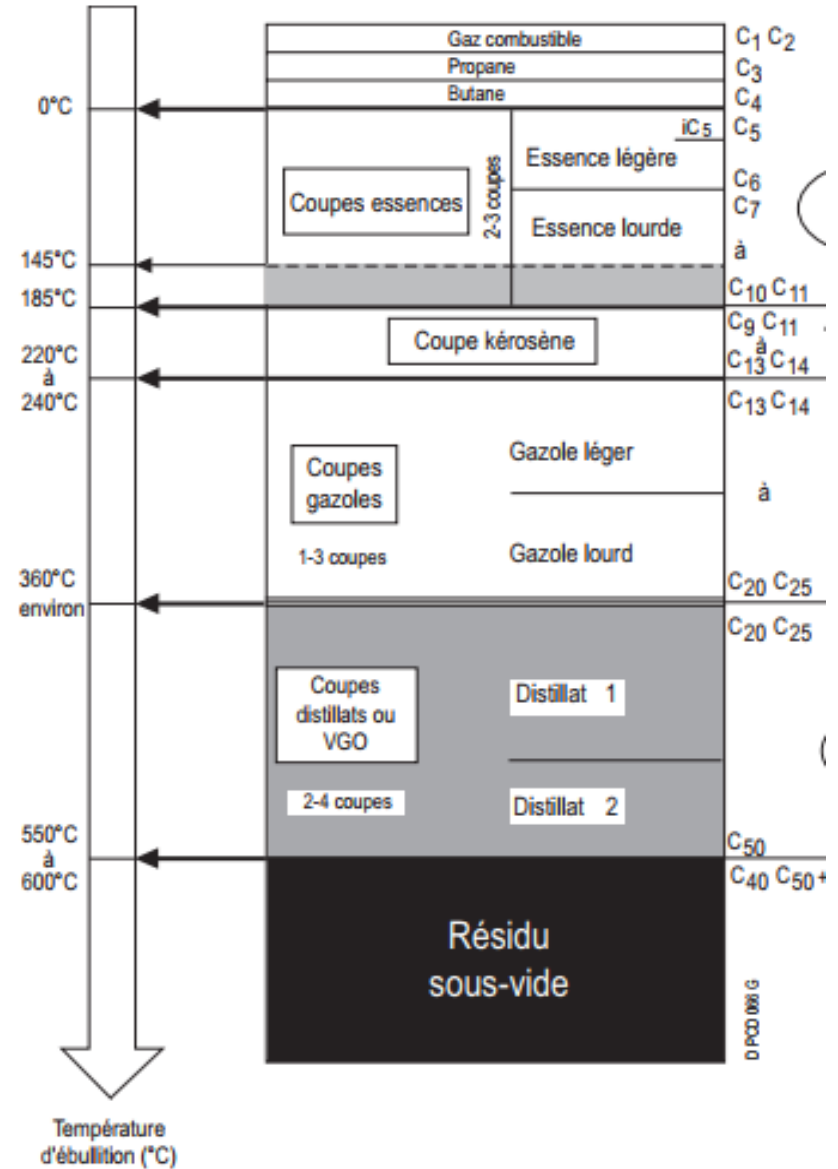 Gaz combustible
C1 C2
Propane
C3
Butane
C4
0°C
iC5
C5
Essence légère
2-3 coupes
Coupes essences
C6
C7
Essence lourde
à
145°C
185°C
C10 C11
C9 C11
Coupe kérosène
à
C13 C14
220°C
à
240°C
C13 C14
Gazole léger
Coupes
gazoles
à
1-3 coupes
Gazole lourd
360°C
environ
C20 C25
C20 C25
Coupes
distillats ou
VGO
Distillat 1
2-4 coupes
Distillat 2
550°C
à
600°C
C50
C40 C50+
Résidu
sous-vide
D PCD 066 G
Température
d'ébullition (°C)